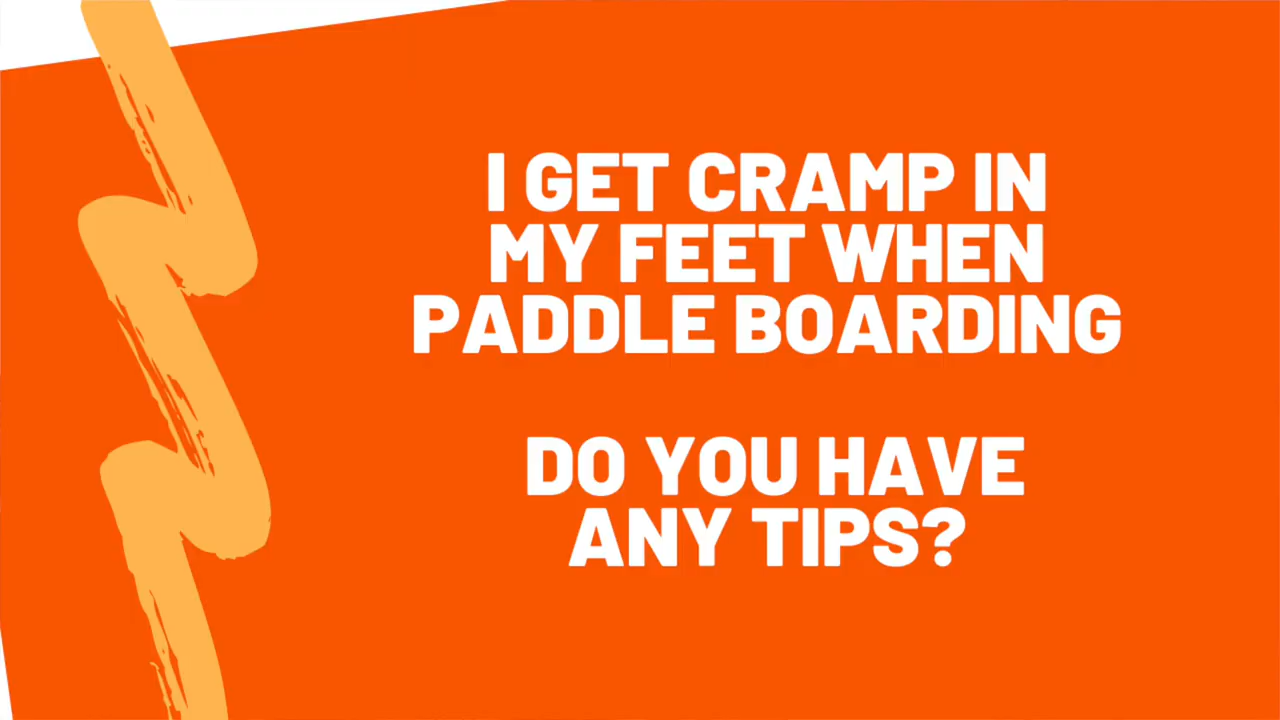 I GET CRAMP IN
MY FEET WHEN
PADDLE BOARDING
DO YOU HAVE
ANY TIPS?